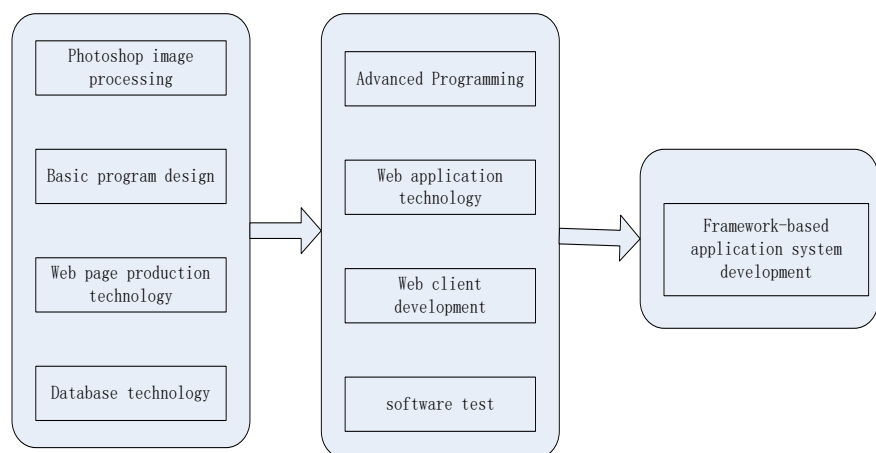 Photoshop image
processing
Basic program design
Web page production
technology
Database technology
Advanced Programming
Web application
technology
Web client
development
software test
Framework-based
application system
development